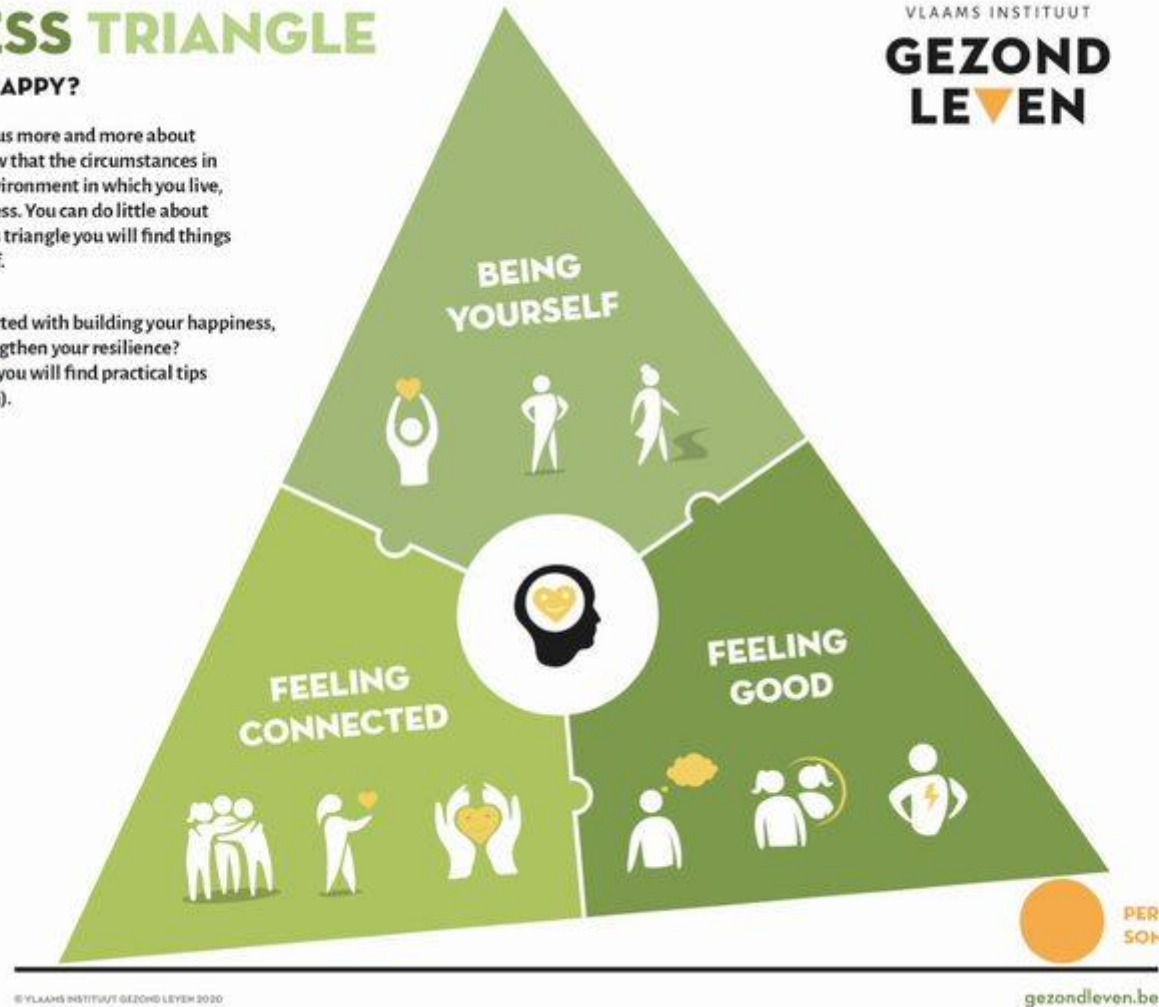 ESS TRIANGLE
APPY?
us more and more about
w that the circumstances in
vironment in which you live,
ess. You can do little about
s triangle you will find things
f.
ted with building your happiness,
gthen your resilience?
you will find practical tips
).
VLAAMS INSTITUUT
GEZOND
LEVEN
BEING
YOURSELF
FEELING
CONNECTED
FEELING
GOOD
PER
SON
© VLAAMS INSTITUUT GEZOND LEVEN 2020
gezondleven.be